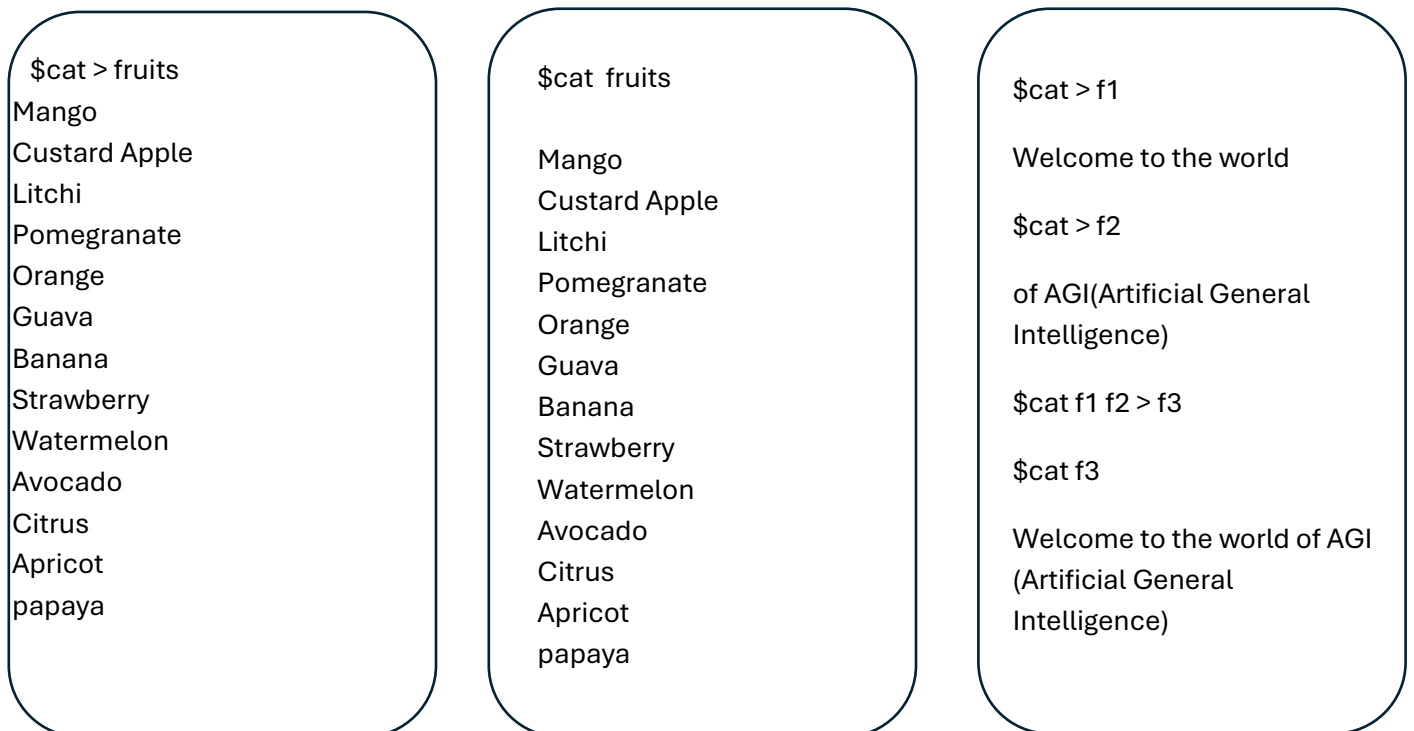 $cat > fruits
Mango
Custard Apple
Litchi
Pomegranate
Orange
Guava
Banana
Strawberry
Watermelon
Avocado
Citrus
Apricot
papaya
$cat  fruits
Mango
Custard Apple
Litchi
Pomegranate
Orange
Guava
Banana
Strawberry
Watermelon
Avocado
Citrus
Apricot
papaya
$cat > f1
Welcome to the world
$cat > f2
of AGI(Artificial General
Intelligence)
$cat f1 f2 > f3
$cat f3
Welcome to the world of AGI
(Artificial General
Intelligence)